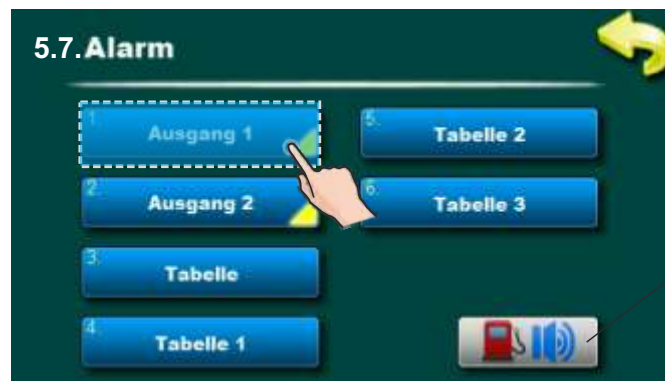 5.7. Alarm
1. Ausgang 1
2. Ausgang 2
3. Tabelle
4. Tabelle 1
5. Tabelle 2
6. Tabelle 3